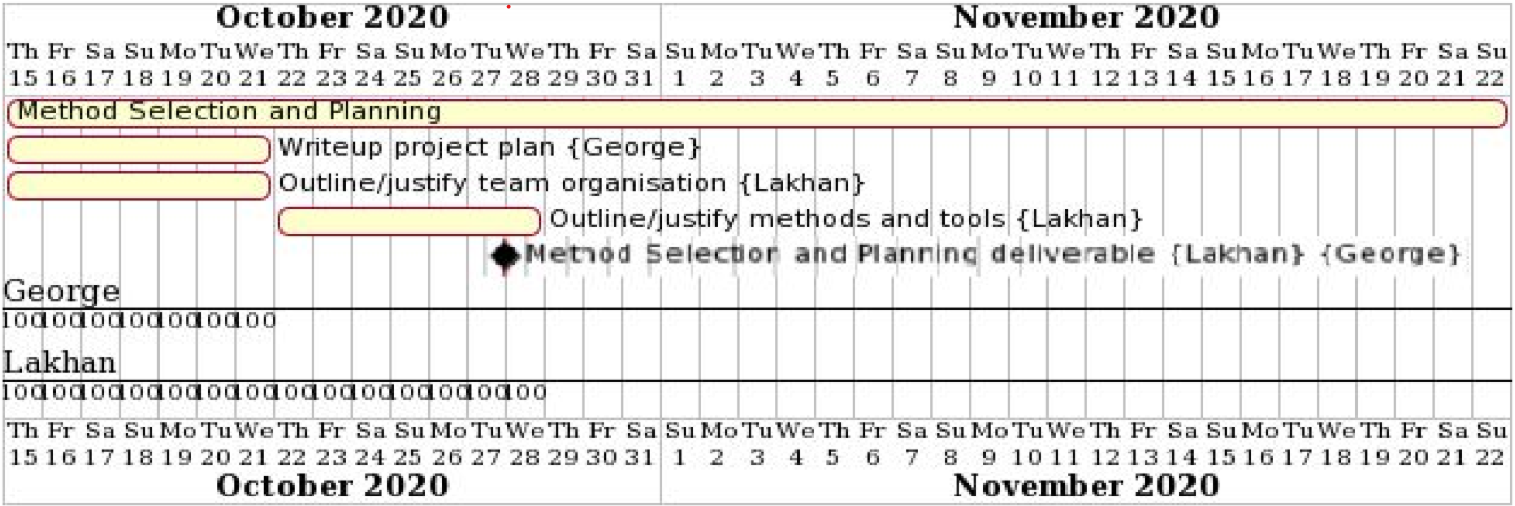 October 2020 November 2020
Th Fr Sa Su Mo Tu We Th Fr Sa Su Mo Tu We Th Fr Sa Su Mo Tu We Th Fr Sa Su Mo Tu We Th Fr Sa Su Mo Tu We Th Fr Sa Su
15 16 17 18 19 20 21 22 23 24 25 26 27 28 29 30 31 1 2 3 4 5 6 7 8 9 10 11 12 13 14 15 16 17 18 19 20 21 22
Method Selection and Planning
Writeup project plan {George}
Outline/justify team organisation {Lakhan}
Outline/justify methods and tools {Lakhan}
Method Selection and Planning deliverable {Lakhan} {George}
George
100 100 100 100 100 100 100
Lakhan
100 100 100 100 100 100 100 100 100 100 100 100 100 100
Th Fr Sa Su Mo Tu We Th Fr Sa Su Mo Tu We Th Fr Sa Su Mo Tu We Th Fr Sa Su Mo Tu We Th Fr Sa Su Mo Tu We Th Fr Sa Su
15 16 17 18 19 20 21 22 23 24 25 26 27 28 29 30 31 1 2 3 4 5 6 7 8 9 10 11 12 13 14 15 16 17 18 19 20 21 22
October 2020 November 2020